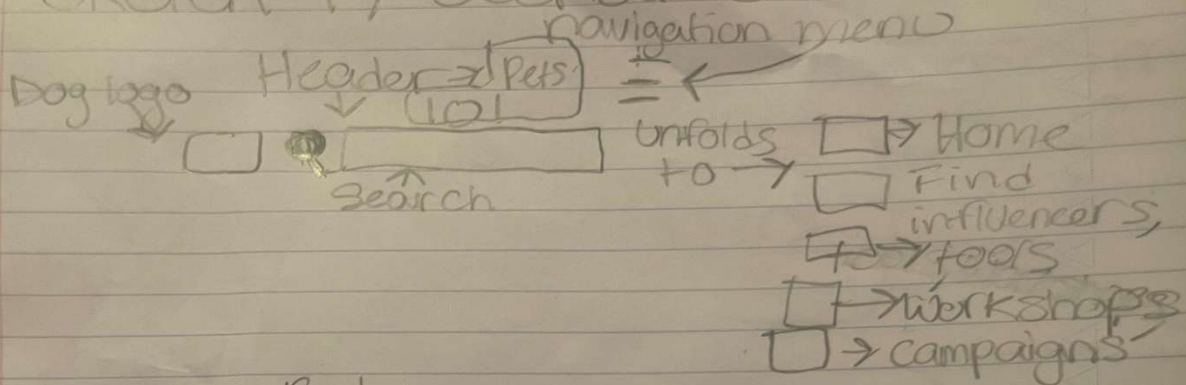 navigation menu
Header → Pets
101
Dog logo
Search
unfolds
to →
Home
Find
influencers,
tools
workshops
campaigns